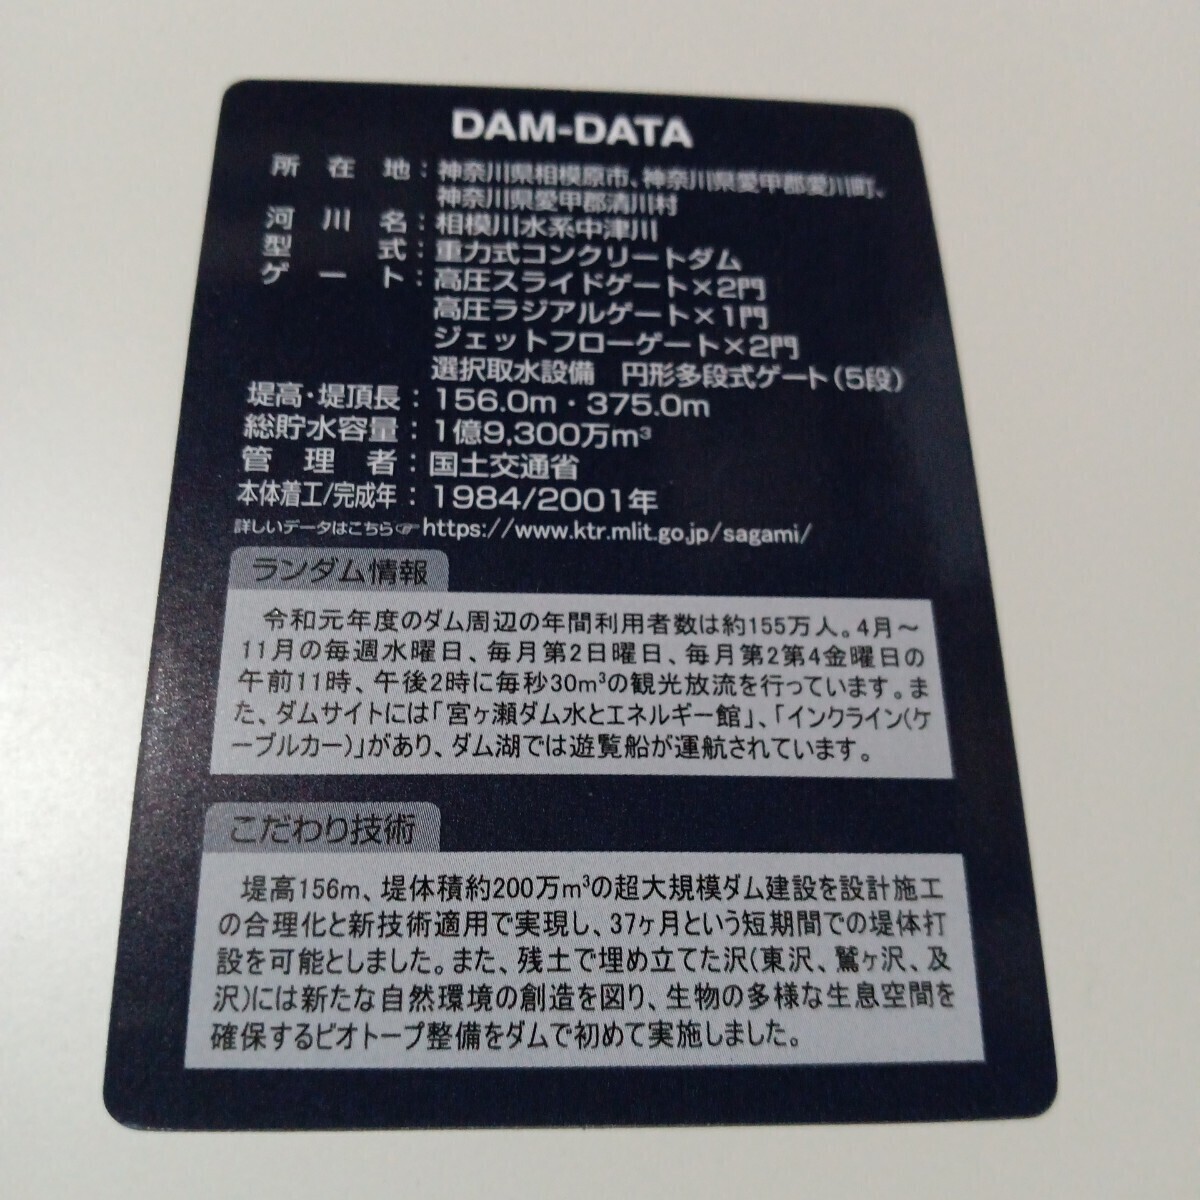 DAM-DATA
所在地：神奈川県相模原市、神奈川県愛甲郡愛川町、
神奈川県愛甲郡清川村
河川名：相模川水系中津川
型式：重力式コンクリートダム
ゲート：高圧スライドゲート×2門
高圧ラジアルゲート×1門
ジェットフローゲート×2門
選択取水設備　円形多段式ゲート（5段）
堤高・堤頂長：156.0m・375.0m
総貯水容量：1億9,300万m³
管理者：国土交通省
本体着工/完成年：1984/2001年
詳しいデータはこちら☞https://www.ktr.mlit.go.jp/sagami/
ランダム情報
令和元年度のダム周辺の年間利用者数は約155万人。4月～
11月の毎週水曜日、毎月第2日曜日、毎月第2第4金曜日の
午前11時、午後2時に毎秒30m³の観光放流を行っています。ま
た、ダムサイトには「宮ヶ瀬ダム水とエネルギー館」、「インクライン(ケ
ーブルカー)」があり、ダム湖では遊覧船が運航されています。
こだわり技術
堤高156m、堤体積約200万m³の超大規模ダム建設を設計施工
の合理化と新技術適用で実現し、37ヶ月という短期間での堤体打
設を可能としました。また、残土で埋め立てた沢(東沢、鷲ヶ沢、及
沢)には新たな自然環境の創造を図り、生物の多様な生息空間を
確保するビオトープ整備をダムで初めて実施しました。